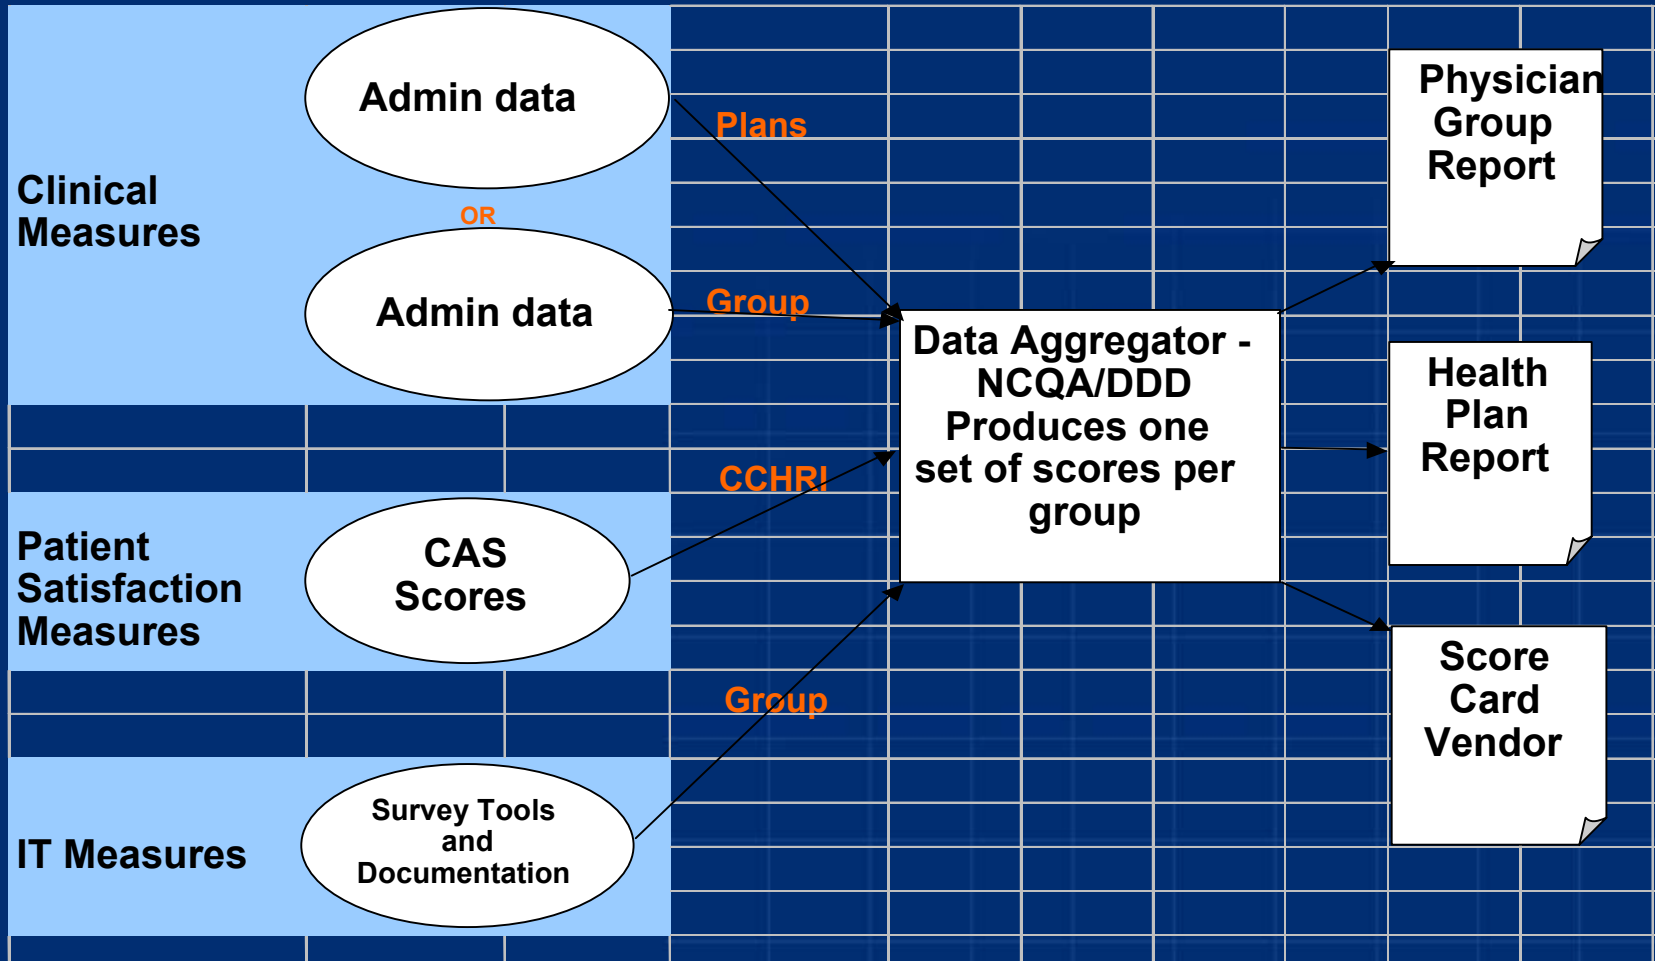 Clinical
Measures
Admin data
OR
Admin data
Patient
Satisfaction
Measures
CAS
Scores
IT Measures
Survey Tools
and
Documentation
Plans
Group
CCHRI
Group
Data Aggregator -
NCQA/DDD
Produces one
set of scores per
group
Physician
Group
Report
Health
Plan
Report
Score
Card
Vendor